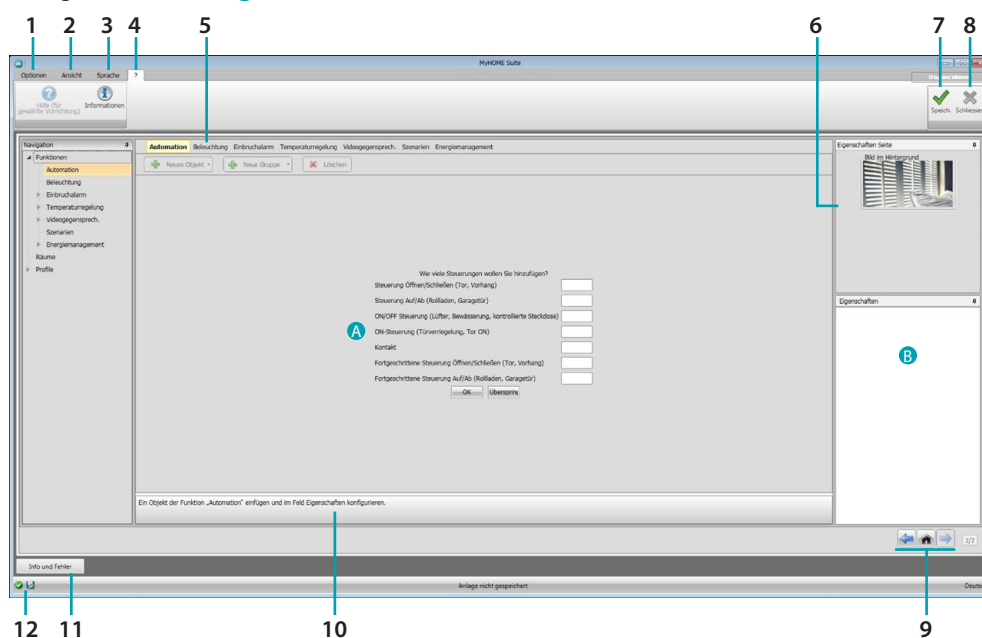 1 2 3 4 5 6 7 8
MyHOME Suite
Optionen Ansicht Sprache ?
Hilfe (für gewählte Vorrichtung)
Informationen
Speich. Schliessen
Navigation
Funktionen
Automation
Beleuchtung
Einbruchalarm
Temperaturregelung
Videogegensprech.
Szenarien
Energiemanagement
Räume
Profile
Automation Beleuchtung Einbruchalarm Temperaturregelung Videogegensprech. Szenarien Energiemanagement
Neues Objekt Neue Gruppe Löschen
Wie viele Steuerungen wollen Sie hinzufügen?
Steuerung Öffnen/Schließen (Tor, Vorhang)
Steuerung Auf/Ab (Rollladen, Garagetür)
ON/OFF Steuerung (Lüfter, Bewässerung, kontrollierte Steckdose)
A ON-Steuerung (Türverriegelung, Tor ON)
Kontakt
Fortgeschrittene Steuerung Öffnen/Schließen (Tor, Vorhang)
Fortgeschrittene Steuerung Auf/Ab (Rollladen, Garagetür)
OK Überspring
Eigenschaften Seite
Bild im Hintergrund
Eigenschaften
B
Ein Objekt der Funktion „Automation" einfügen und im Feld Eigenschaften konfigurieren.
2/2
Info und Fehler
Anlage nicht gespeichert
Deuts
12 11 10 9